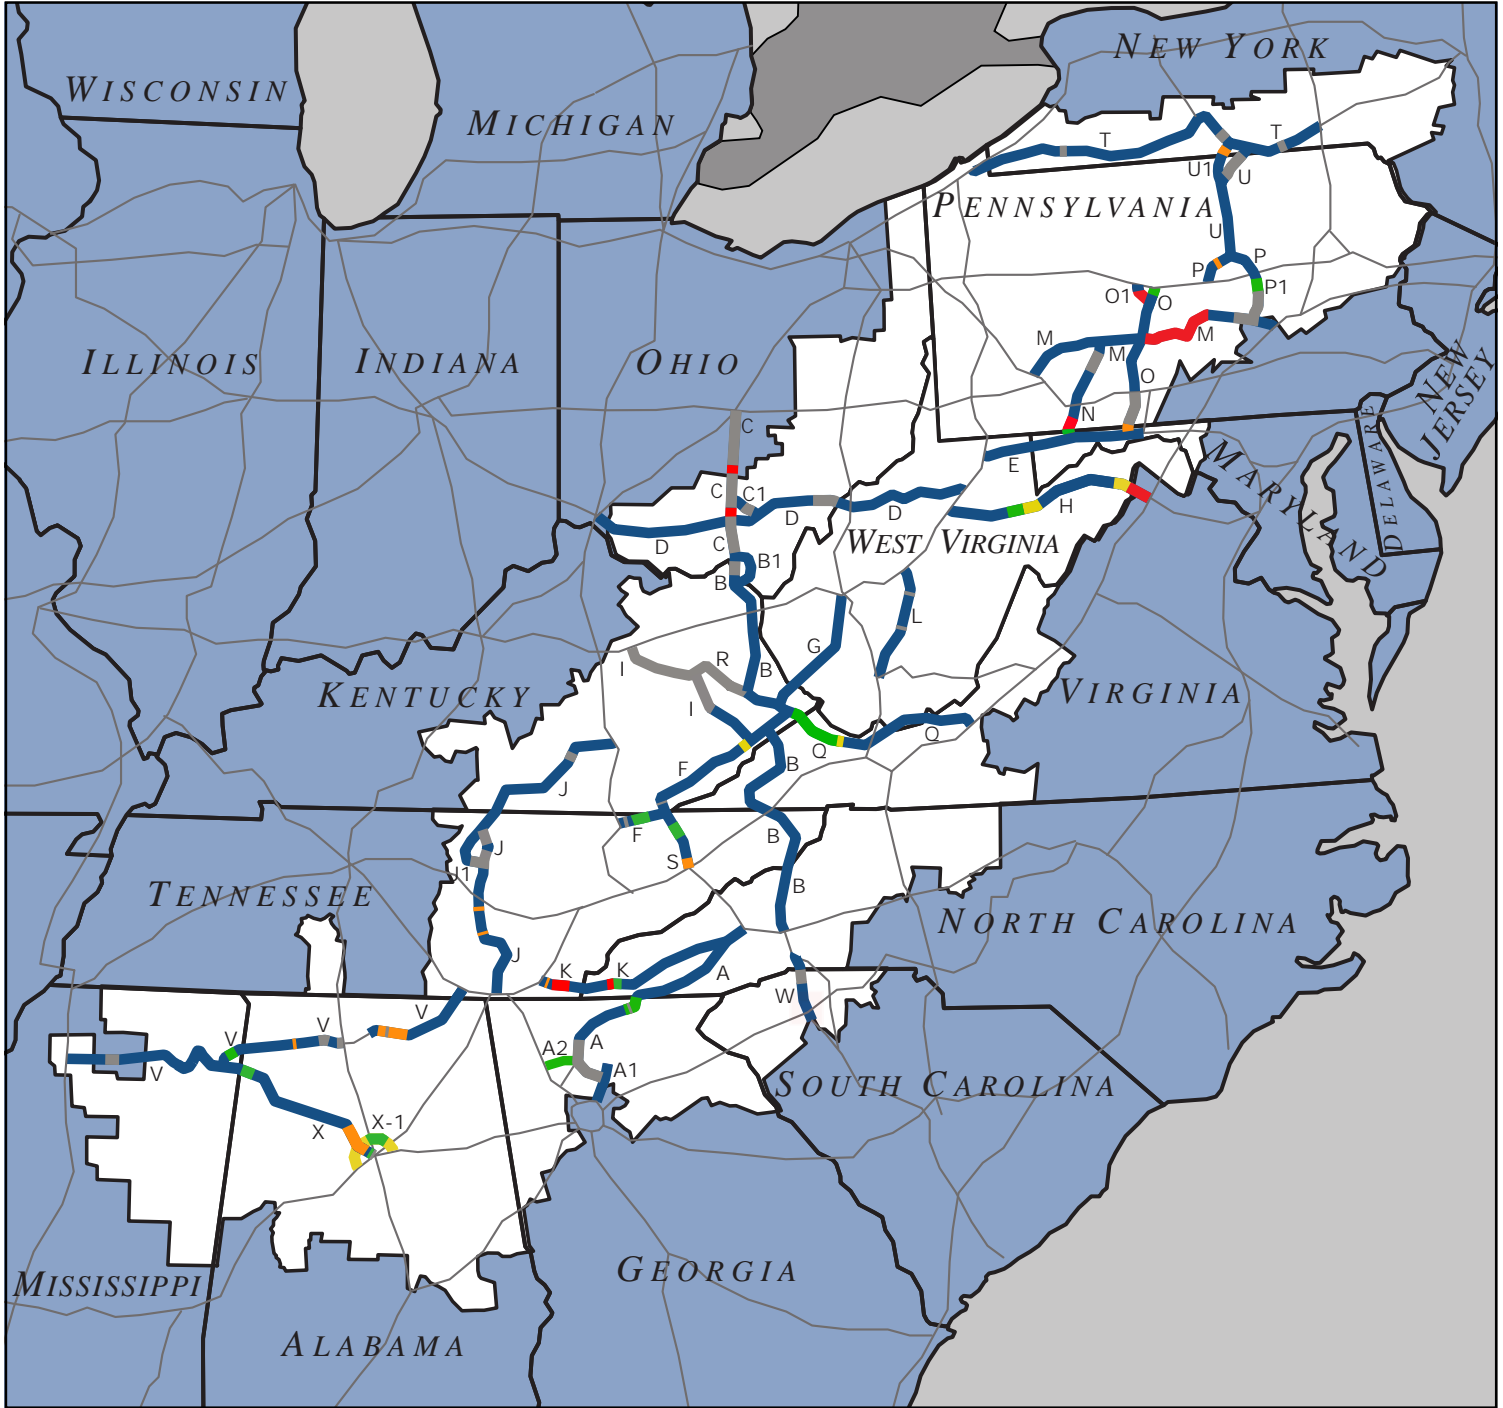 NEW YORK
WISCONSIN
MICHIGAN
T
T
U1
U
PENNSYLVANIA
U
P
P
P1
O1
O
M
M
M
ILLINOIS
INDIANA
OHIO
O
NEW
JERSEY
N
C
E
DELAWARE
MARYLAND
C
C1
D
D
H
D
C
WEST VIRGINIA
B1
B
L
G
R
I
B
KENTUCKY
VIRGINIA
I
Q
Q
F
B
J
F
B
J
S
J1
B
TENNESSEE
NORTH CAROLINA
J
K
K
A
W
V
V
V
V
A
A2
A1
SOUTH CAROLINA
X
X-1
MISSISSIPPI
GEORGIA
ALABAMA